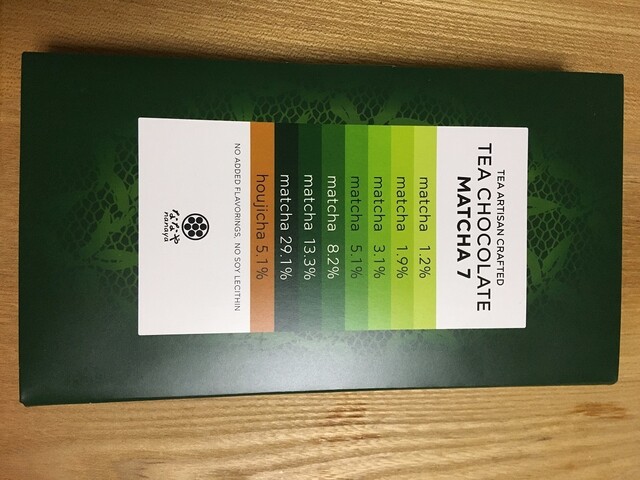 TEA ARTISAN CRAFTED
TEA CHOCOLATE
MATCHA 7
matcha 1.2%
matcha 1.9%
matcha 3.1%
matcha 5.1%
matcha 8.2%
matcha 13.3%
matcha 29.1%
houjicha 5.1%
NO ADDED FLAVORINGS, NO SOY LECITHIN
ななや
nanaya